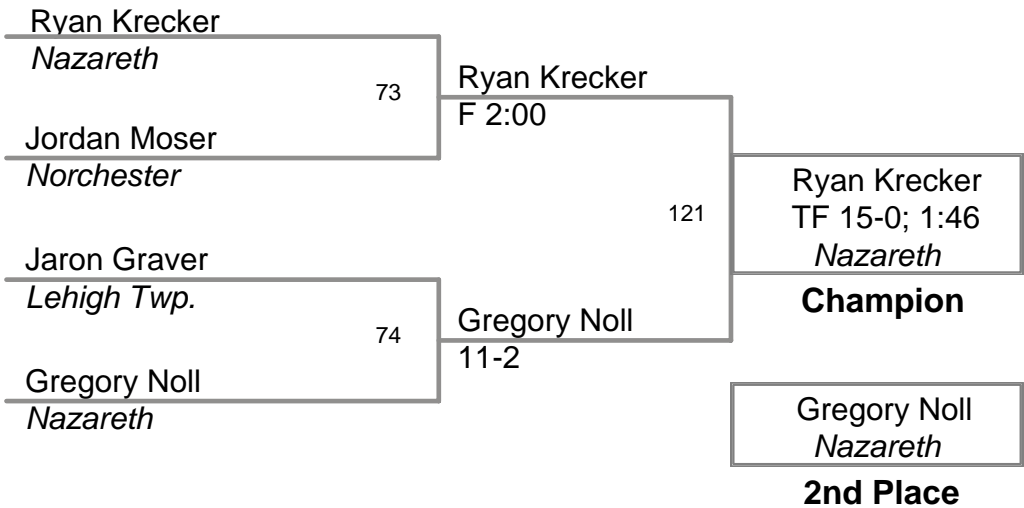 Ryan Krecker
Nazareth
73
Jordan Moser
Norchester
Ryan Krecker
F 2:00
Jaron Graver
Lehigh Twp.
74
Gregory Noll
Nazareth
Gregory Noll
11-2
121
Ryan Krecker
TF 15-0; 1:46
Nazareth
Champion
Gregory Noll
Nazareth
2nd Place